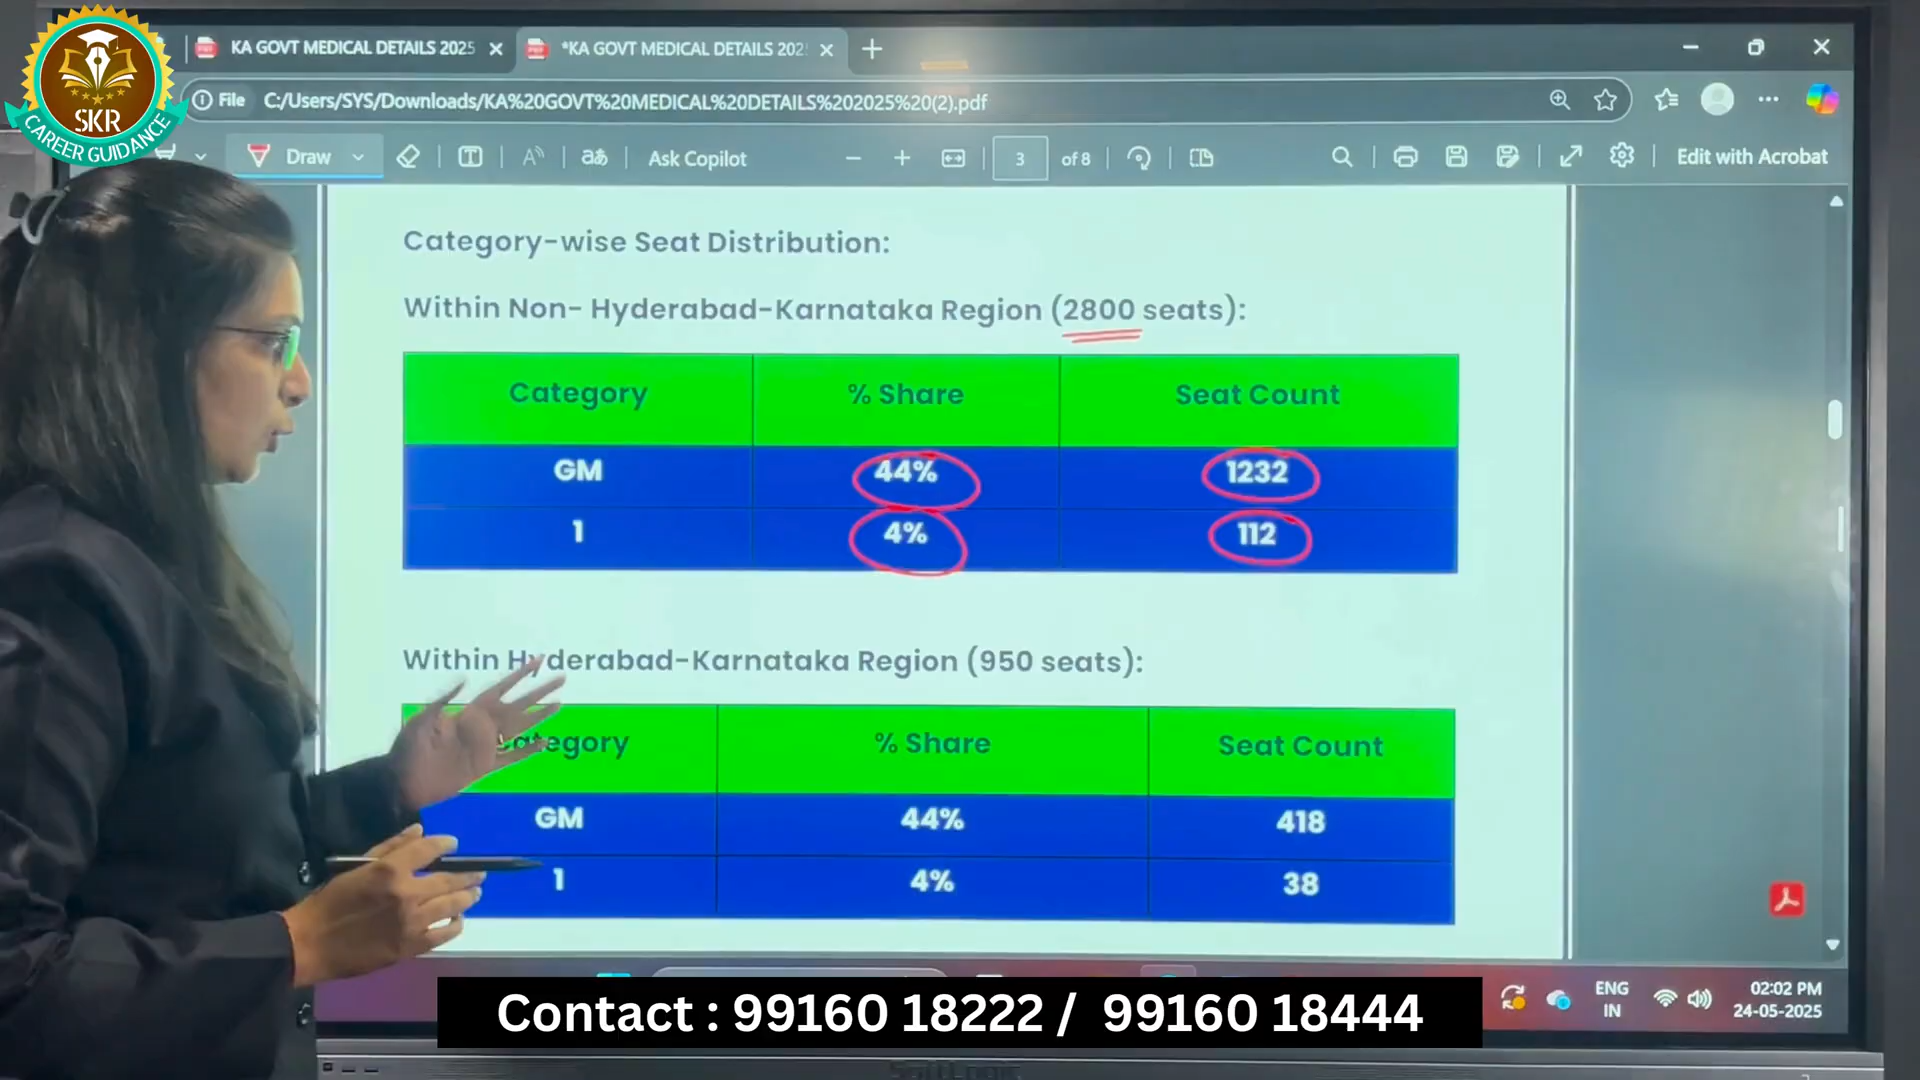 KA GOVT MEDICAL DETAILS 2025
*KA GOVT MEDICAL DETAILS 202
SKR
CAREER GUIDANCE
File C:/Users/SYS/Downloads/KA%20GOVT%20MEDICAL%20DETAILS%202025%20(2).pdf
Draw
Ask Copilot
3 of 8
Edit with Acrobat
Category-wise Seat Distribution:
Within Non- Hyderabad-Karnataka Region (2800 seats):
Category % Share Seat Count
GM 44% 1232
1 4% 112
Within Hyderabad-Karnataka Region (950 seats):
Category % Share Seat Count
GM 44% 418
1 4% 38
Contact : 99160 18222 / 99160 18444
ENG
IN
02:02 PM
24-05-2025